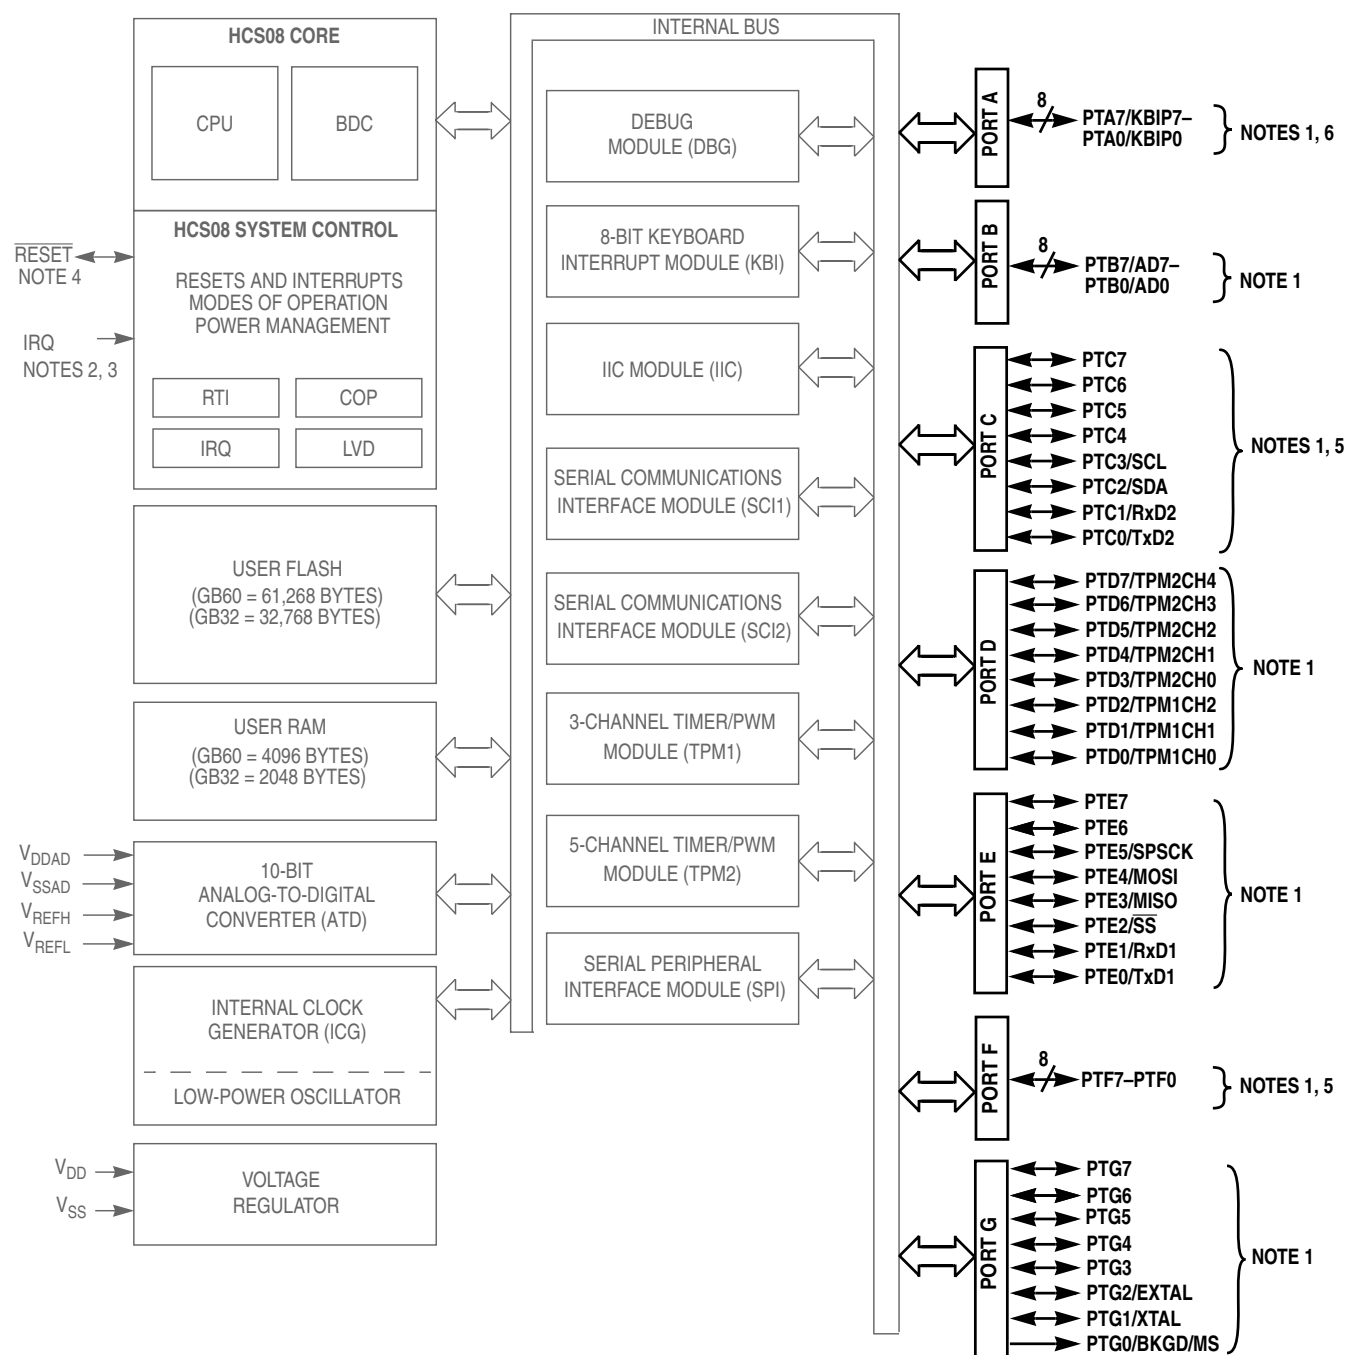 HCS08 CORE
CPU
BDC
HCS08 SYSTEM CONTROL
RESETS AND INTERRUPTS
MODES OF OPERATION
POWER MANAGEMENT
RTI
COP
IRQ
LVD
RESET
NOTE 4
IRQ
NOTES 2, 3
USER FLASH
(GB60 = 61,268 BYTES)
(GB32 = 32,768 BYTES)
USER RAM
(GB60 = 4096 BYTES)
(GB32 = 2048 BYTES)
VDDAD
VSSAD
VREFH
VREFL
10-BIT
ANALOG-TO-DIGITAL
CONVERTER (ATD)
INTERNAL CLOCK
GENERATOR (ICG)
LOW-POWER OSCILLATOR
VDD
VSS
VOLTAGE
REGULATOR
INTERNAL BUS
DEBUG
MODULE (DBG)
8-BIT KEYBOARD
INTERRUPT MODULE (KBI)
IIC MODULE (IIC)
SERIAL COMMUNICATIONS
INTERFACE MODULE (SCI1)
SERIAL COMMUNICATIONS
INTERFACE MODULE (SCI2)
3-CHANNEL TIMER/PWM
MODULE (TPM1)
5-CHANNEL TIMER/PWM
MODULE (TPM2)
SERIAL PERIPHERAL
INTERFACE MODULE (SPI)
PORT A
8
PTA7/KBIP7–
PTA0/KBIP0
NOTES 1, 6
PORT B
8
PTB7/AD7–
PTB0/AD0
NOTE 1
PORT C
PTC7
PTC6
PTC5
PTC4
PTC3/SCL
PTC2/SDA
PTC1/RxD2
PTC0/TxD2
NOTES 1, 5
PORT D
PTD7/TPM2CH4
PTD6/TPM2CH3
PTD5/TPM2CH2
PTD4/TPM2CH1
PTD3/TPM2CH0
PTD2/TPM1CH2
PTD1/TPM1CH1
PTD0/TPM1CH0
NOTE 1
PORT E
PTE7
PTE6
PTE5/SPSCK
PTE4/MOSI
PTE3/MISO
PTE2/SS
PTE1/RxD1
PTE0/TxD1
NOTE 1
PORT F
8
PTF7–PTF0
NOTES 1, 5
PORT G
PTG7
PTG6
PTG5
PTG4
PTG3
PTG2/EXTAL
PTG1/XTAL
PTG0/BKGD/MS
NOTE 1